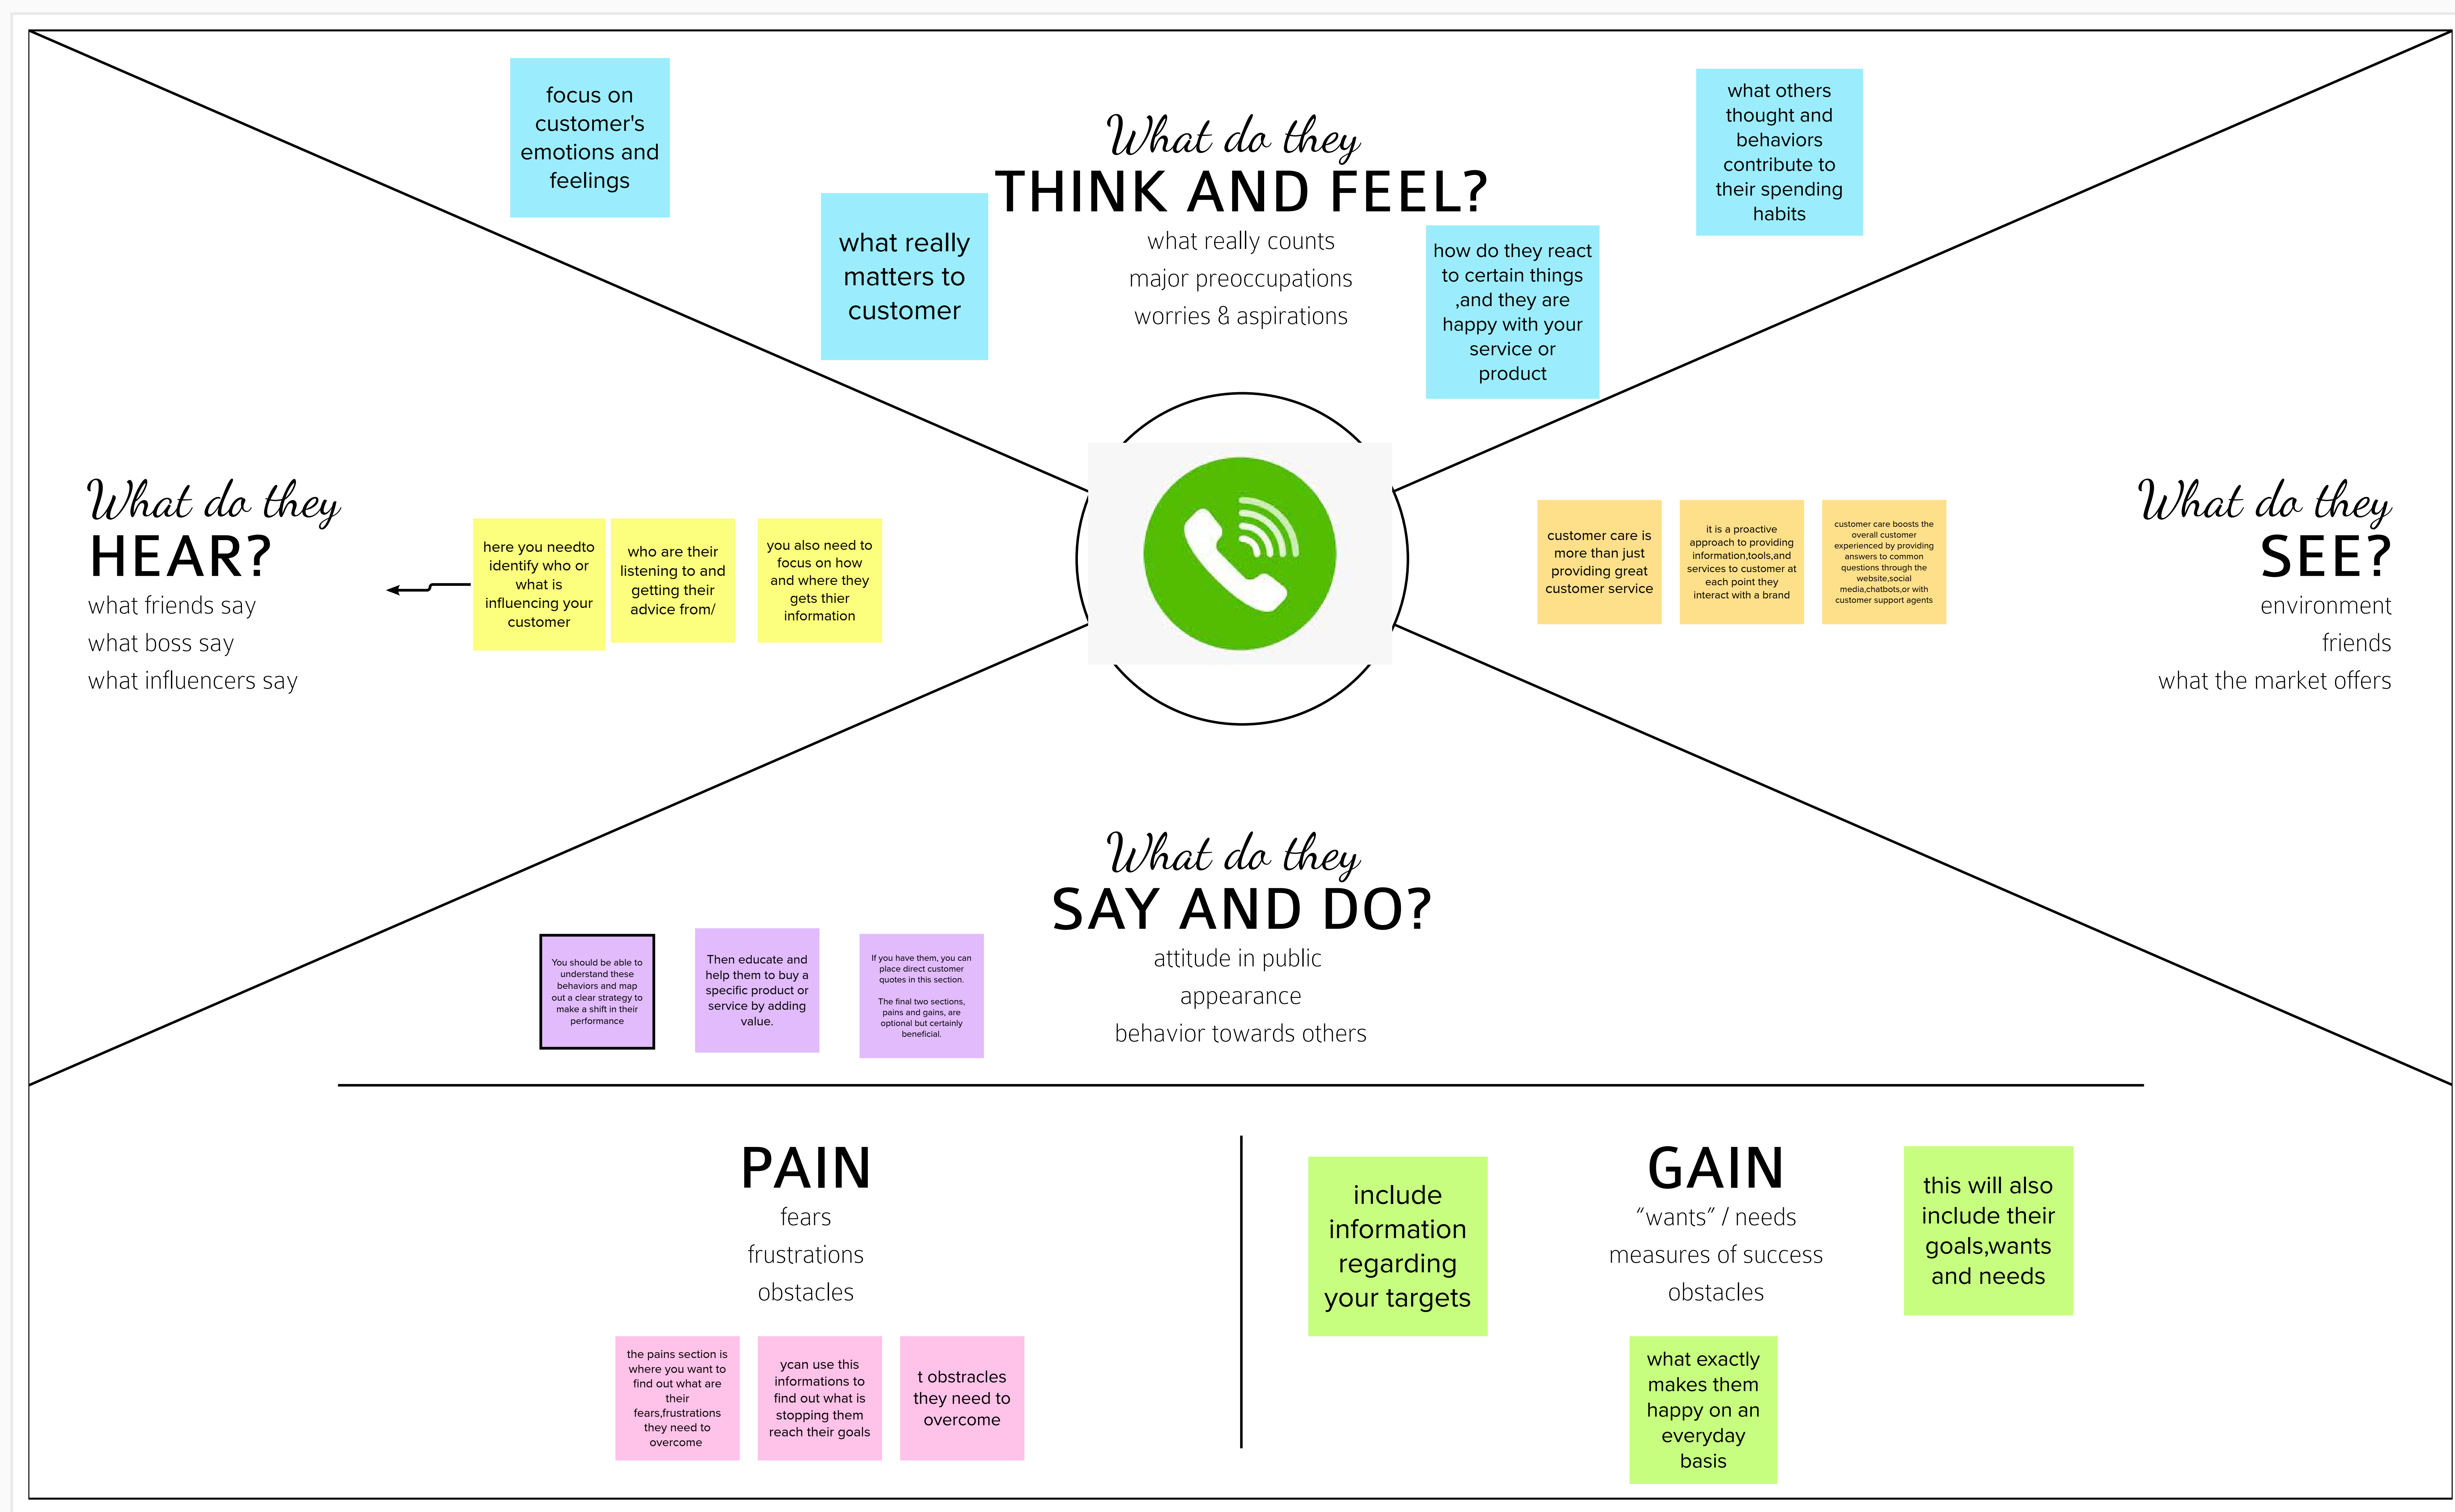 focus on
customer's
emotions and
feelings
what really
matters to
customer
What do they
THINK AND FEEL?
what really counts
major preoccupations
worries & aspirations
how do they react
to certain things
,and they are
happy with your
service or
product
what others
thought and
behaviors
contribute to
their spending
habits
What do they
HEAR?
what friends say
what boss say
what influencers say
here you needto
identify who or
what is
influencing your
customer
who are their
listening to and
getting their
advice from/
you also need to
focus on how
and where they
gets thier
information
customer care is
more than just
providing great
customer service
it is a proactive
approach to providing
information,tools,and
services to customer at
each point they
interact with a brand
customer care boosts the
overall customer
experienced by providing
answers to common
questions through the
website,social
media,chatbots,or with
customer support agents
What do they
SEE?
environment
friends
what the market offers
What do they
SAY AND DO?
attitude in public
appearance
behavior towards others
You should be able to
understand these
behaviors and map
out a clear strategy to
make a shift in their
performance
Then educate and
help them to buy a
specific product or
service by adding
value.
If you have them, you can
place direct customer
quotes in this section.
The final two sections,
pains and gains, are
optional but certainly
beneficial.
PAIN
fears
frustrations
obstacles
the pains section is
where you want to
find out what are
their
fears,frustrations
they need to
overcome
ycan use this
informations to
find out what is
stopping them
reach their goals
t obstracles
they need to
overcome
include
information
regarding
your targets
GAIN
“wants” / needs
measures of success
obstacles
this will also
include their
goals,wants
and needs
what exactly
makes them
happy on an
everyday
basis